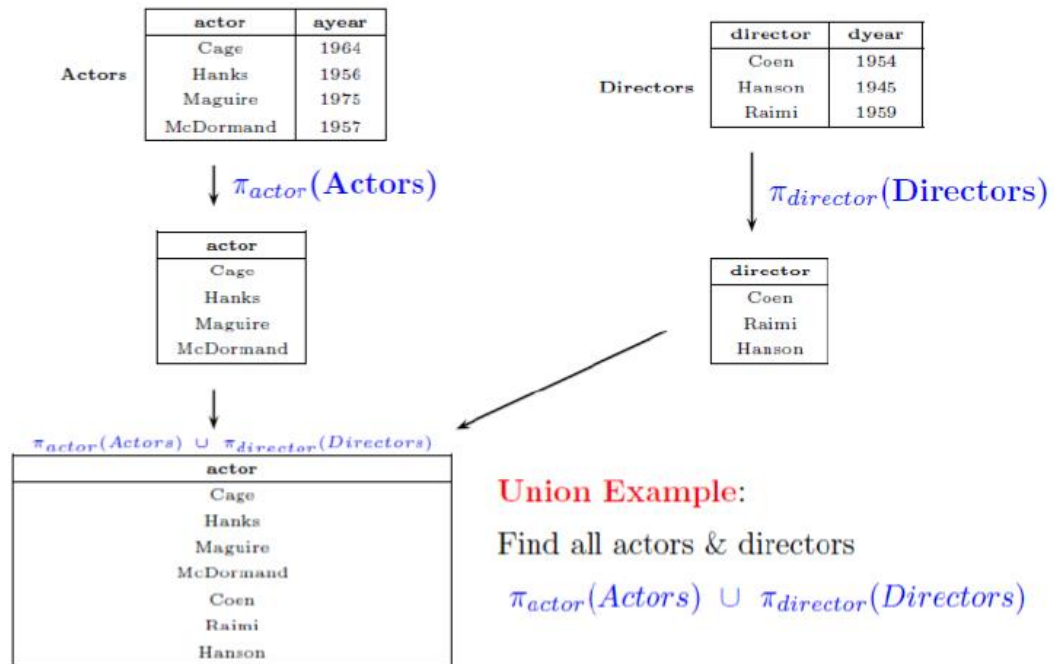 actor ayear
Cage 1964
Actors Hanks 1956
Maguire 1975
McDormand 1957
director dyear
Coen 1954
Directors Hanson 1945
Raimi 1959
π_actor(Actors)
π_director(Directors)
actor
Cage
Hanks
Maguire
McDormand
director
Coen
Raimi
Hanson
π_actor(Actors) ∪ π_director(Directors)
actor
Cage
Hanks
Maguire
McDormand
Coen
Raimi
Hanson
Union Example:
Find all actors & directors
π_actor(Actors) ∪ π_director(Directors)